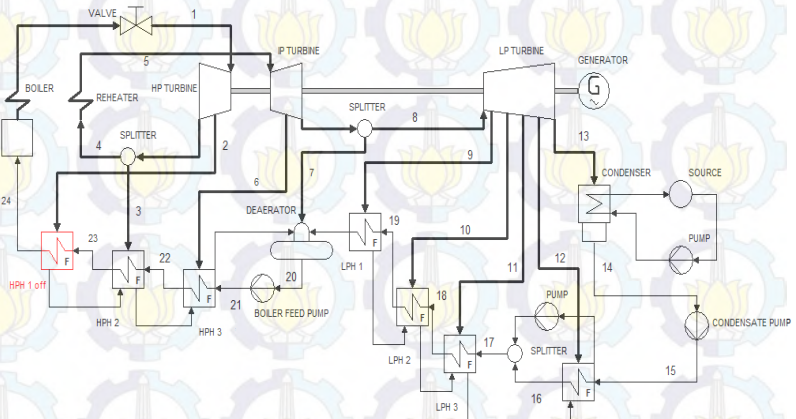 VALVE
1
5
IP TURBINE
LP TURBINE
GENERATOR
G
~
BOILER
REHEATER
HP TURBINE
SPLITTER
8
13
4
SPLITTER
2
9
CONDENSER
SOURCE
7
6
24
3
DEAERATOR
19
10
23
22
F
F
F
F
PUMP
LPH 1
12
14
11
HPH 1 off
21
20
18
F
PUMP
HPH 2
HPH 3
BOILER FEED PUMP
CONDENSATE PUMP
17
F
SPLITTER
LPH 2
15
16
F
LPH 3